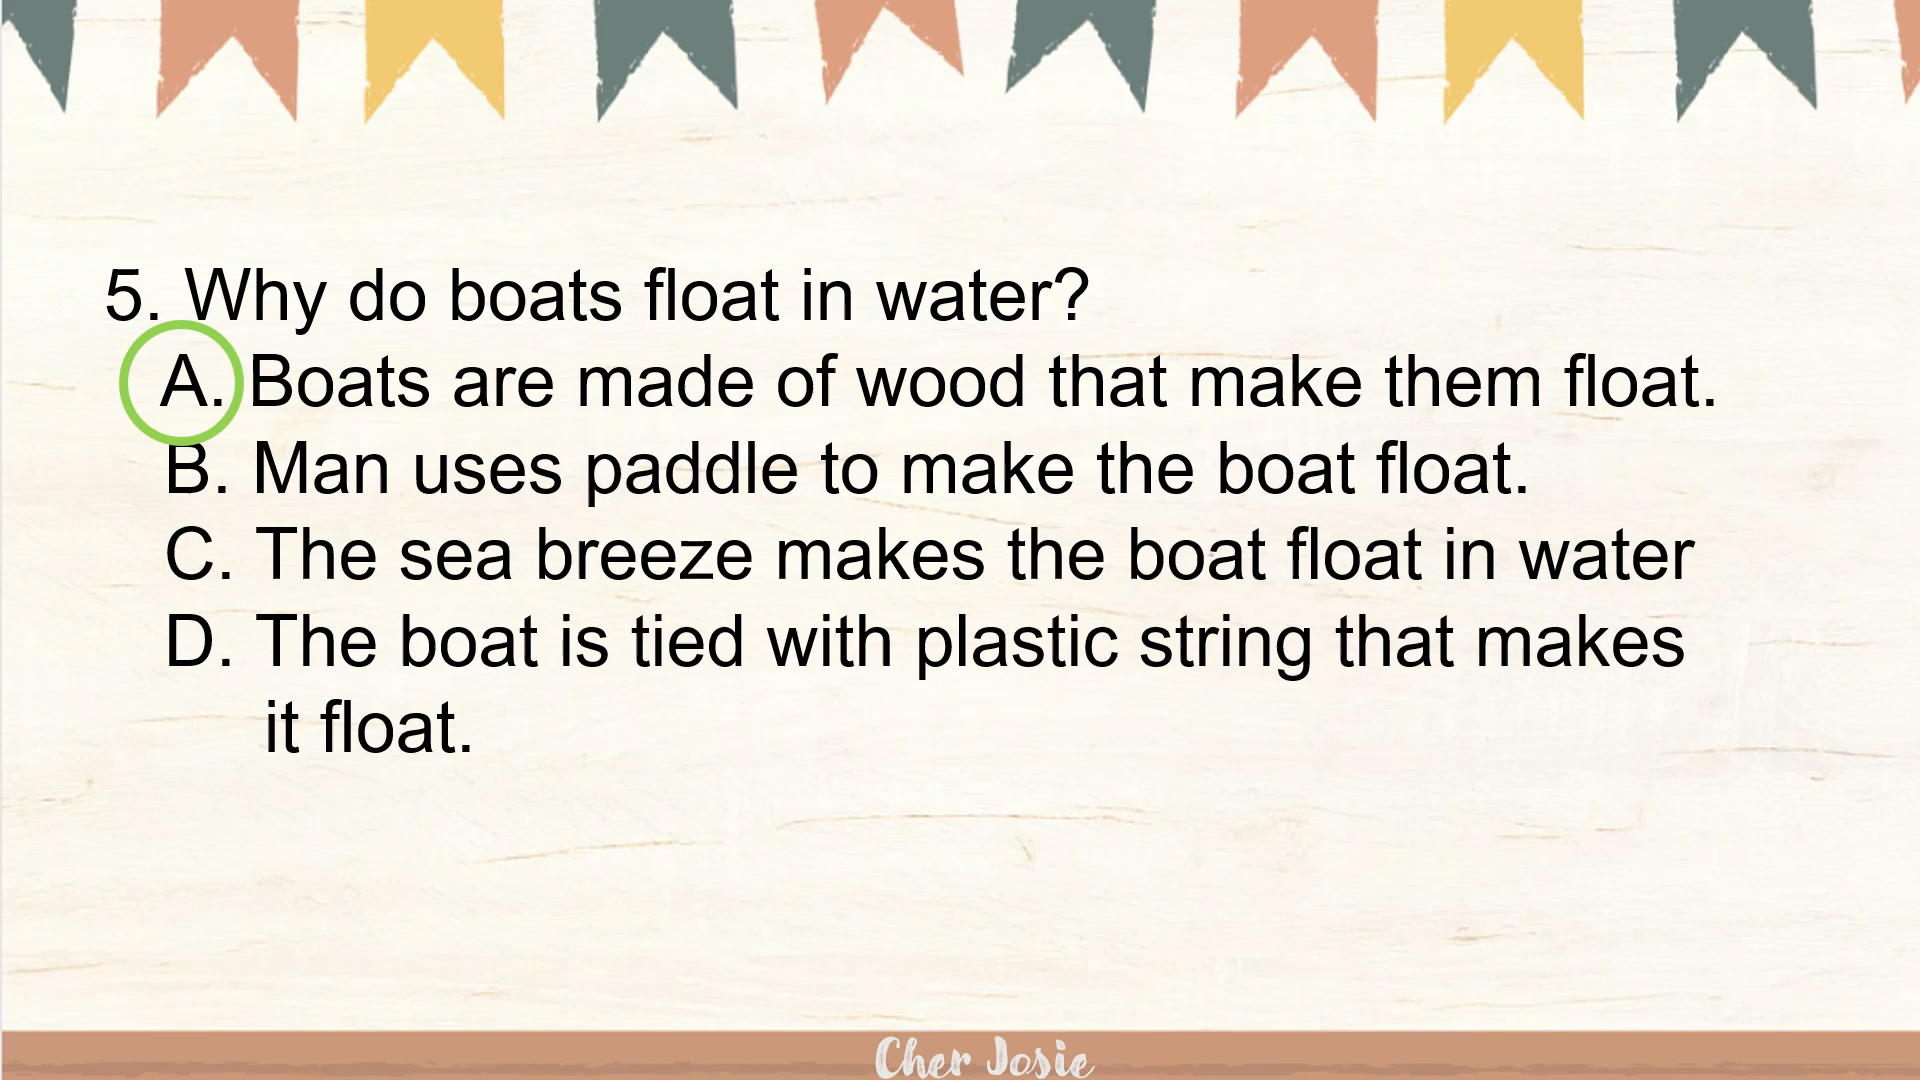 5. Why do boats float in water?
A. Boats are made of wood that make them float.
B. Man uses paddle to make the boat float.
C. The sea breeze makes the boat float in water
D. The boat is tied with plastic string that makes
it float.
Cher Josie